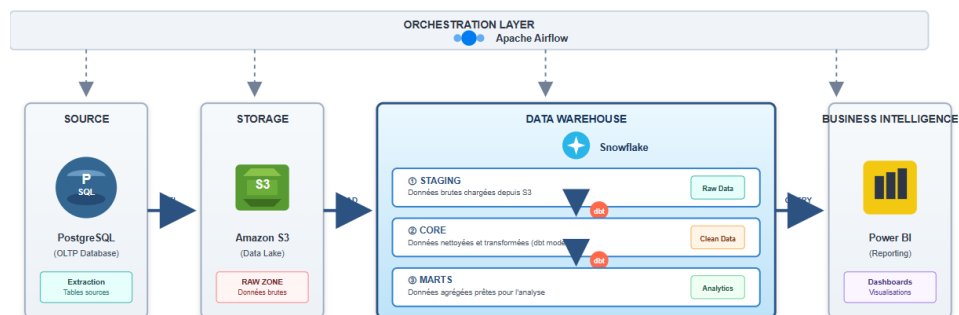 ORCHESTRATION LAYER
Apache Airflow
SOURCE
P
SQL
PostgreSQL
(OLTP Database)
Extraction
Tables sources
STORAGE
S3
Amazon S3
(Data Lake)
RAW ZONE
Données brutes
DATA WAREHOUSE
Snowflake
① STAGING
Données brutes chargées depuis S3
Raw Data
dbt
② CORE
Données nettoyées et transformées (dbt
Clean Data
dbt
③ MARTS
Données agrégées prêtes pour l'analyse
Analytics
BUSINESS INTELLIGENCE
Power BI
(Reporting)
Dashboards
Visualisations